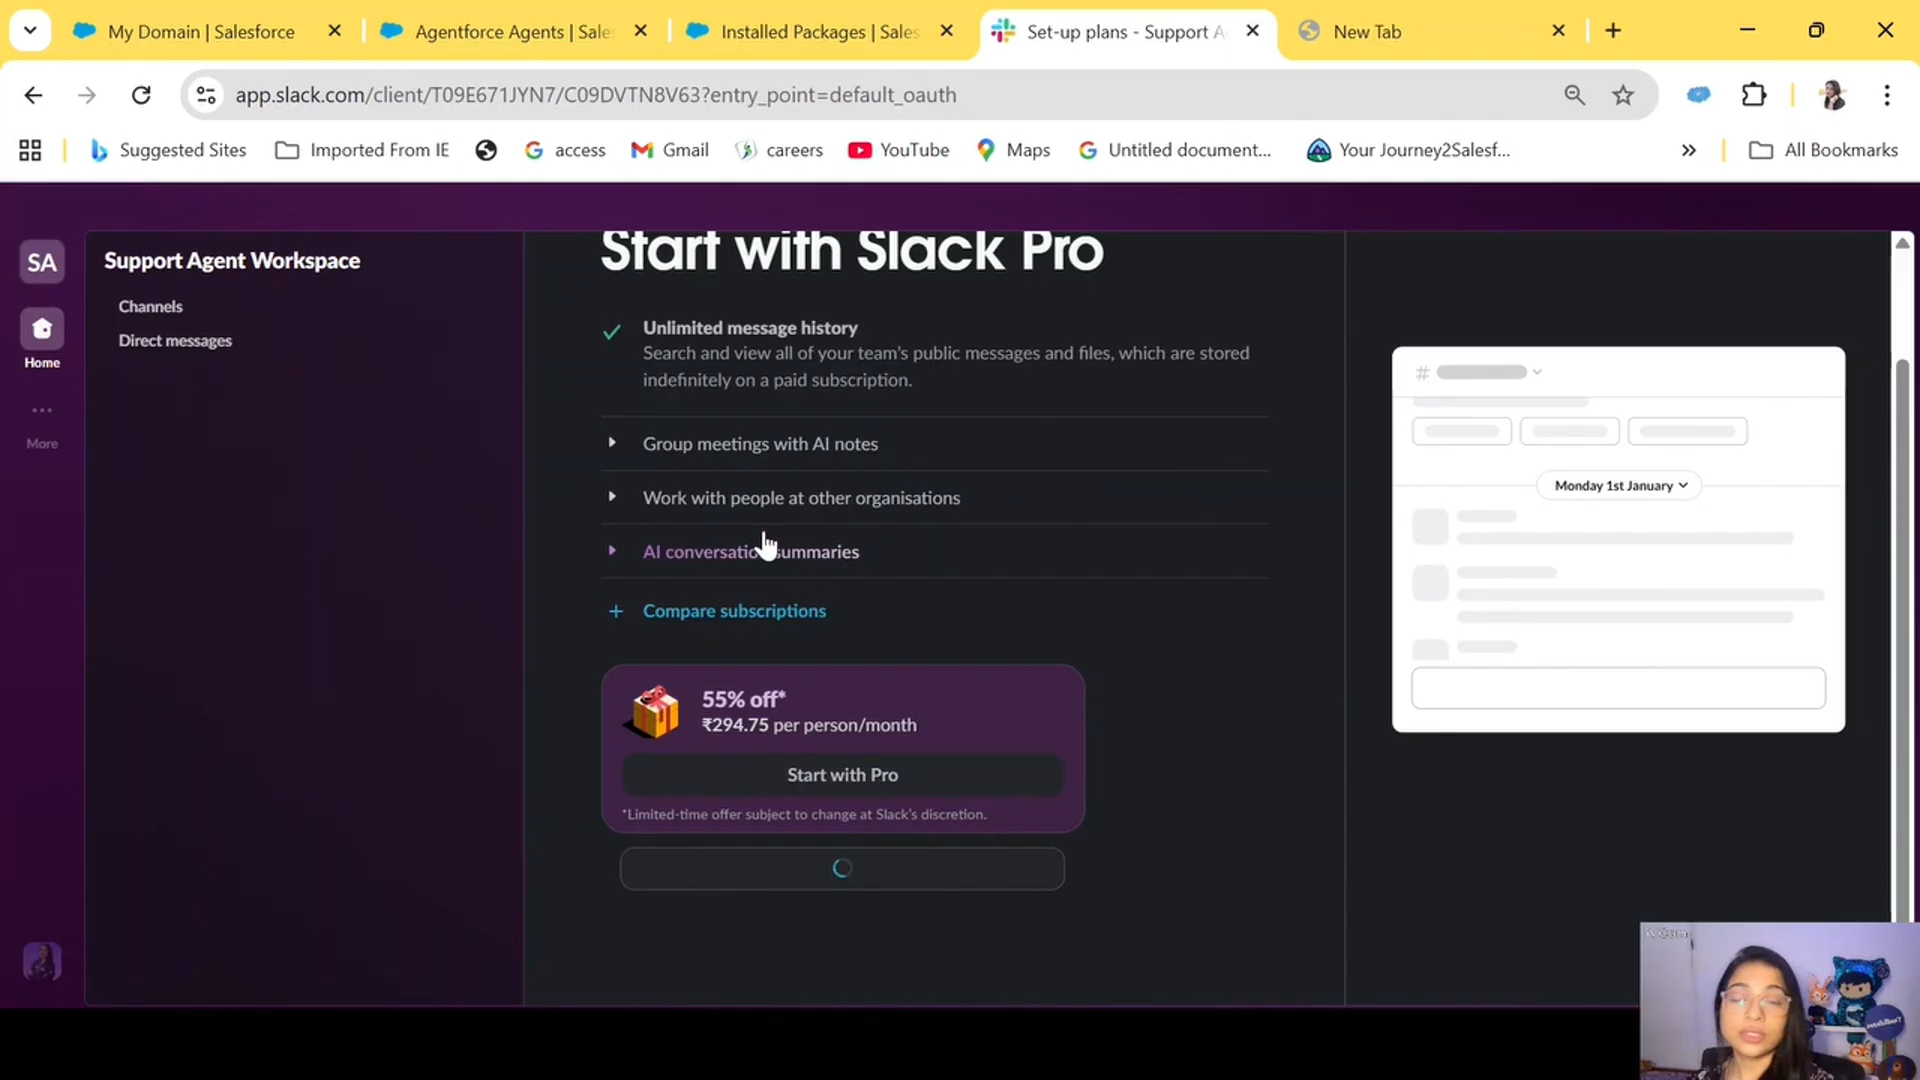 My Domain | Salesforce
Agentforce Agents | Sale
Installed Packages | Sales
Set-up plans - Support A
New Tab
app.slack.com/client/T09E671JYN7/C09DVTN8V63?entry_point=default_oauth
Suggested Sites
Imported From IE
access
Gmail
careers
YouTube
Maps
Untitled document...
Your Journey2Salesf...
All Bookmarks
SA
Support Agent Workspace
Channels
Direct messages
Home
More
Start with Slack Pro
Unlimited message history
Search and view all of your team's public messages and files, which are stored
indefinitely on a paid subscription.
Group meetings with AI notes
Work with people at other organisations
AI conversation summaries
+ Compare subscriptions
55% off*
₹294.75 per person/month
Start with Pro
*Limited-time offer subject to change at Slack's discretion.
#
Monday 1st January